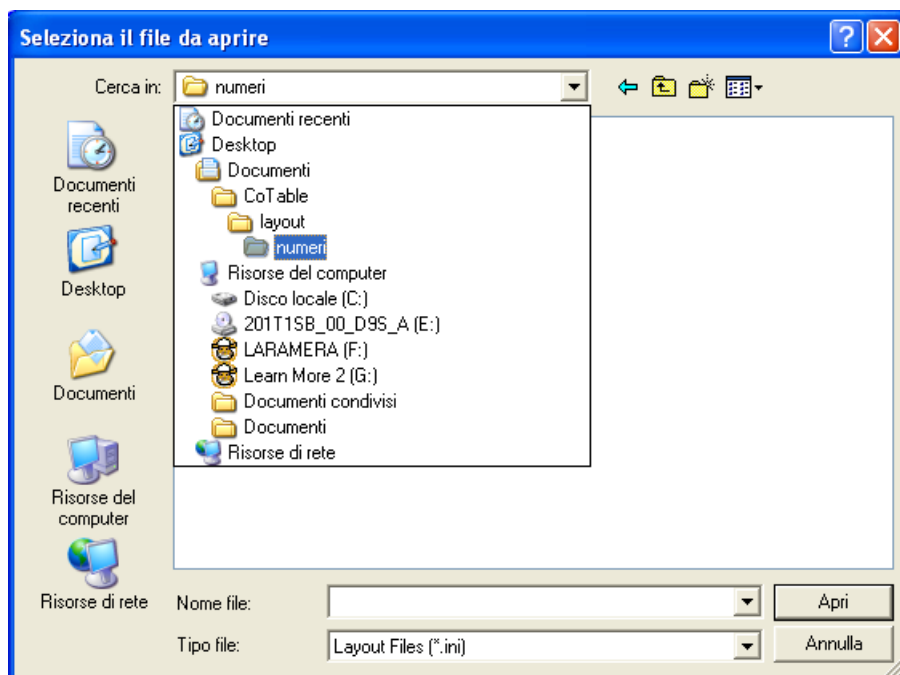 Seleziona il file da aprire
Cerca in:
numeri
Documenti recenti
Desktop
Documenti
CoTable
layout
numeri
Risorse del computer
Disco locale (C:)
201T1SB_00_D9S_A (E:)
LARAMERA (F:)
Learn More 2 (G:)
Documenti condivisi
Documenti
Risorse di rete
Documenti
recenti
Desktop
Documenti
Risorse del
computer
Risorse di rete
Nome file:
Apri
Tipo file:
Layout Files (*.ini)
Annulla